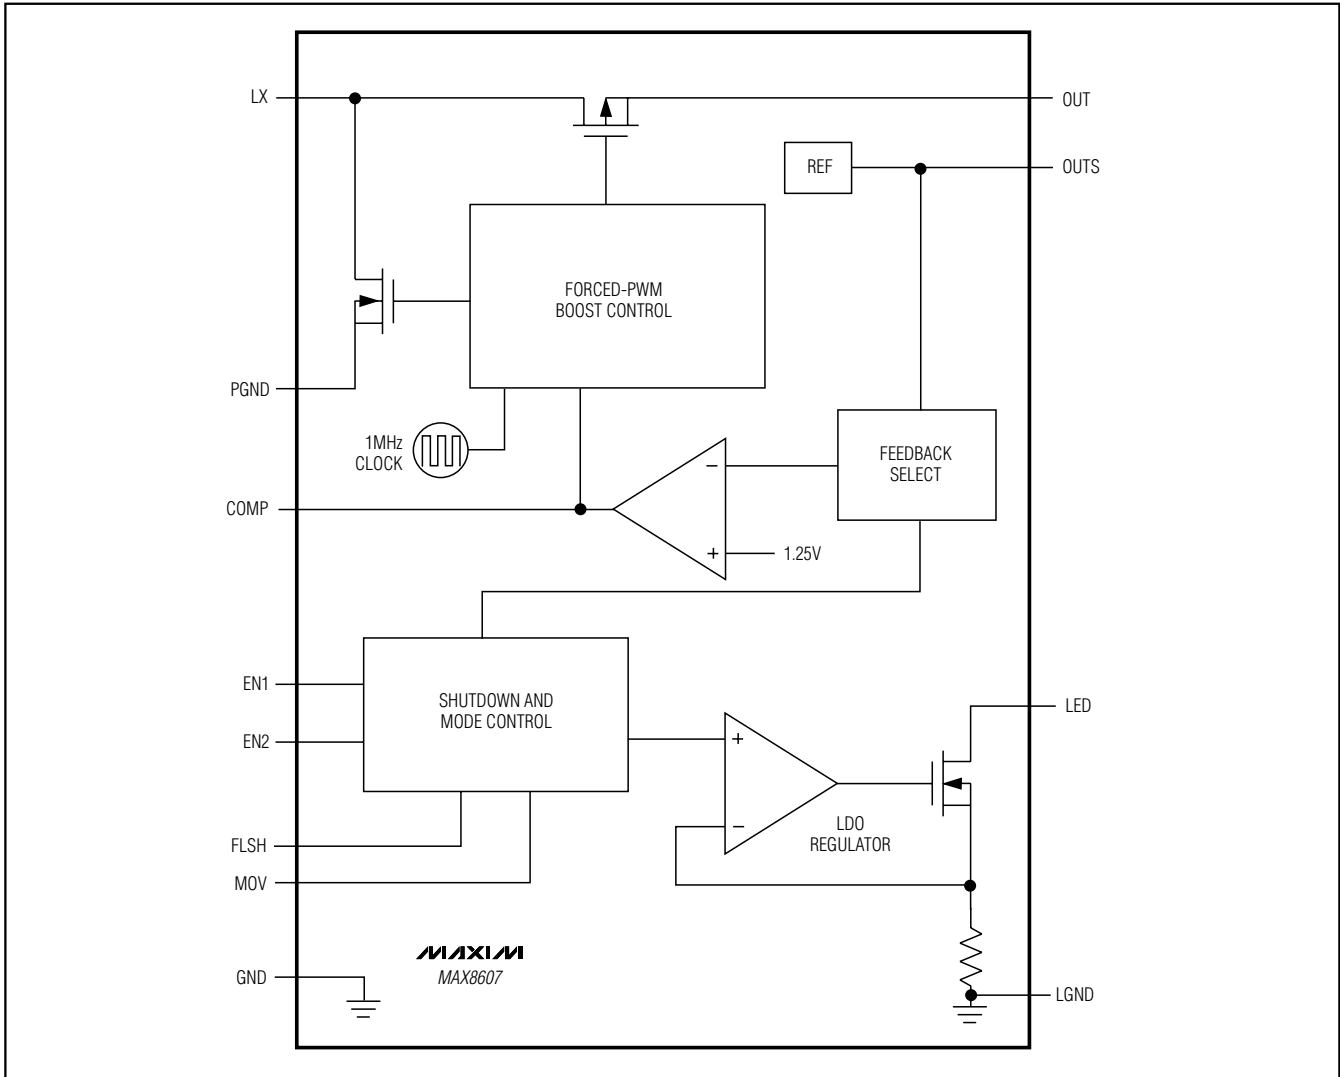 LX
OUT
REF
OUTS
FORCED-PWM
BOOST CONTROL
PGND
1MHz
CLOCK
FEEDBACK
SELECT
−
COMP
+
1.25V
EN1
SHUTDOWN AND
MODE CONTROL
LED
EN2
+
−
LDO
REGULATOR
FLSH
MOV
MAXIM
MAX8607
GND
LGND